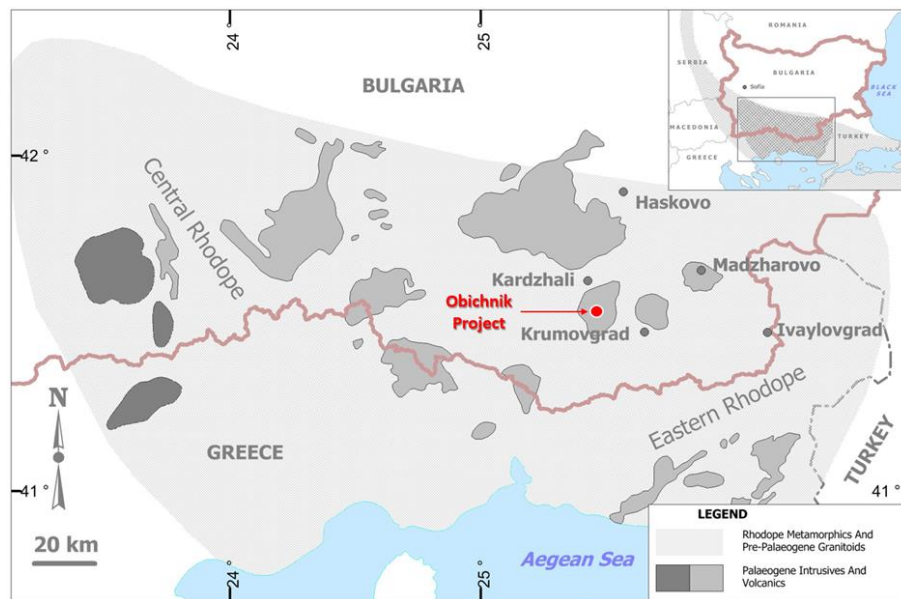 24
25
ROMANIA
SERBIA
BULGARIA
Sofia
BLACK
SEA
MACEDONIA
TURKEY
GREECE
BULGARIA
42 °
Central Rhodope
Haskovo
Kardzhali
Madzharovo
Obichnik
Project
Krumovgrad
Ivaylovgrad
Eastern Rhodope
N
GREECE
TURKEY
41 °
41 °
20 km
Aegean Sea
24
25
LEGEND
Rhodope Metamorphics And
Pre-Palaeogene Granitoids
Palaeogene Intrusives And
Volcanics